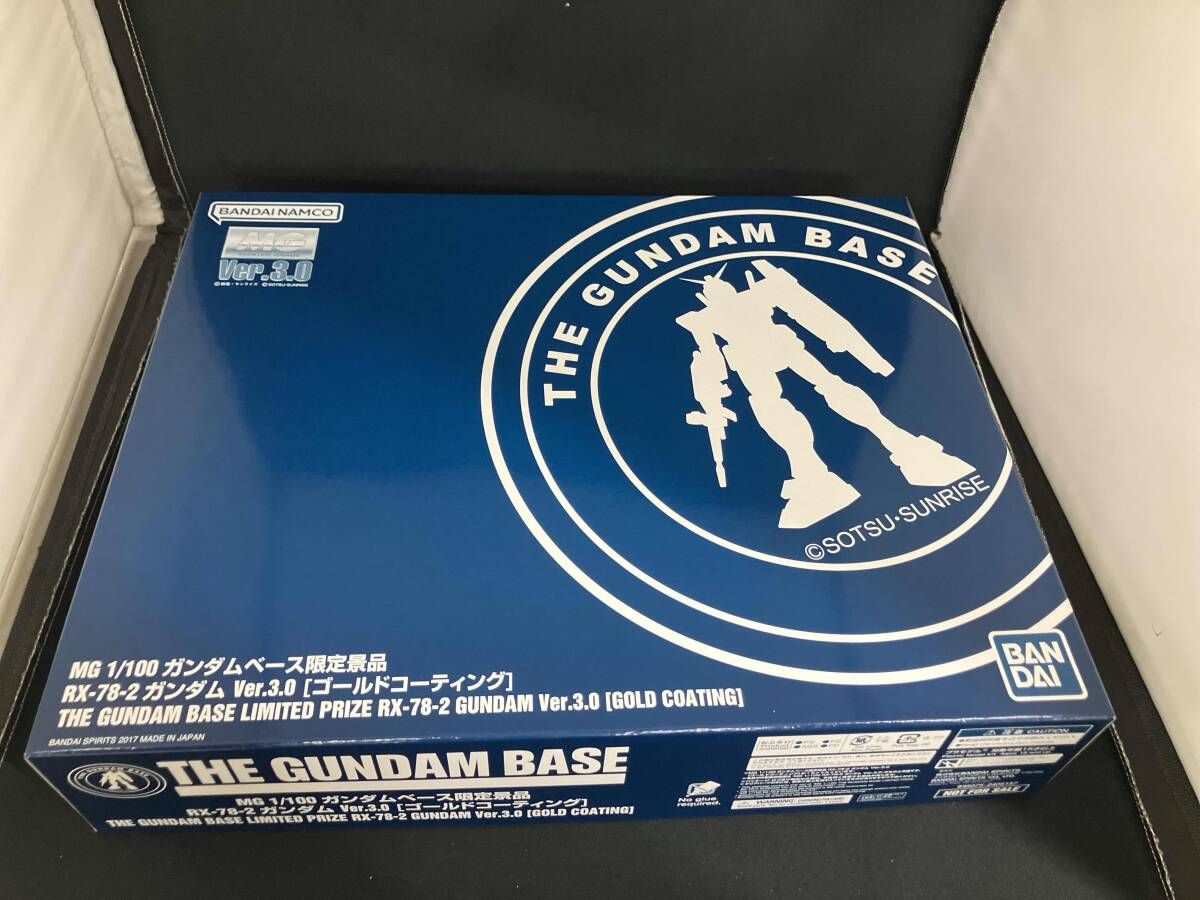 BANDAI NAMCO
MG
Ver.3.0
©創通・サンライズ ©SOTSU・SUNRISE
THE GUNDAM BASE
©SOTSU・SUNRISE
BAN
DAI
MG 1/100 ガンダムベース限定景品
RX-78-2 ガンダム Ver.3.0 [ゴールドコーティング]
THE GUNDAM BASE LIMITED PRIZE RX-78-2 GUNDAM Ver.3.0 [GOLD COATING]
BANDAI SPIRITS 2017 MADE IN JAPAN
THE GUNDAM BASE
MG 1/100 ガンダムベース限定景品
RX-78-2 ガンダム Ver.3.0 [ゴールドコーティング]
THE GUNDAM BASE LIMITED PRIZE RX-78-2 GUNDAM Ver.3.0 [GOLD COATING]
No glue
required.
WARNING:
CAUTION
NOT FOR SALE